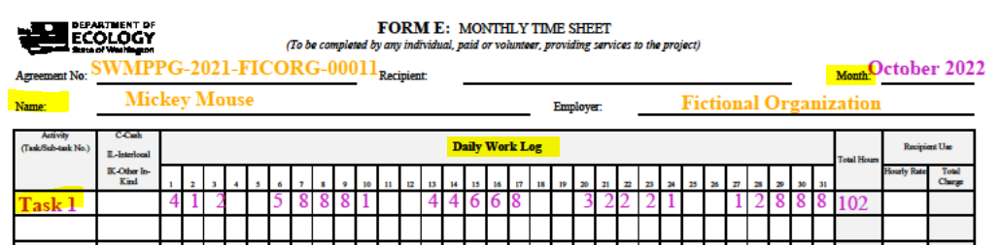 DEPARTMENT OF
ECOLOGY
State of Washington
FORM E: MONTHLY TIME SHEET
(To be completed by any individual, paid or volunteer, providing services to the project)
Agreement No: SWMPPG-2021-FICORG-00011 Recipient: Month: October 2022
Name: Mickey Mouse Employer: Fictional Organization
Activity
(Task/Sub-task No.)
C-Cash
IL-Interlocal
IK-Other In-Kind
Daily Work Log
Total Hours
Recipient Use
Hourly Rate
Total Charge
1 2 3 4 5 6 7 8 9 10 11 12 13 14 15 16 17 18 19 20 21 22 23 24 25 26 27 28 29 30 31
Task 1 4 1 2 5 8 8 8 1 4 4 6 6 8 3 2 2 2 1 1 2 8 8 8 102